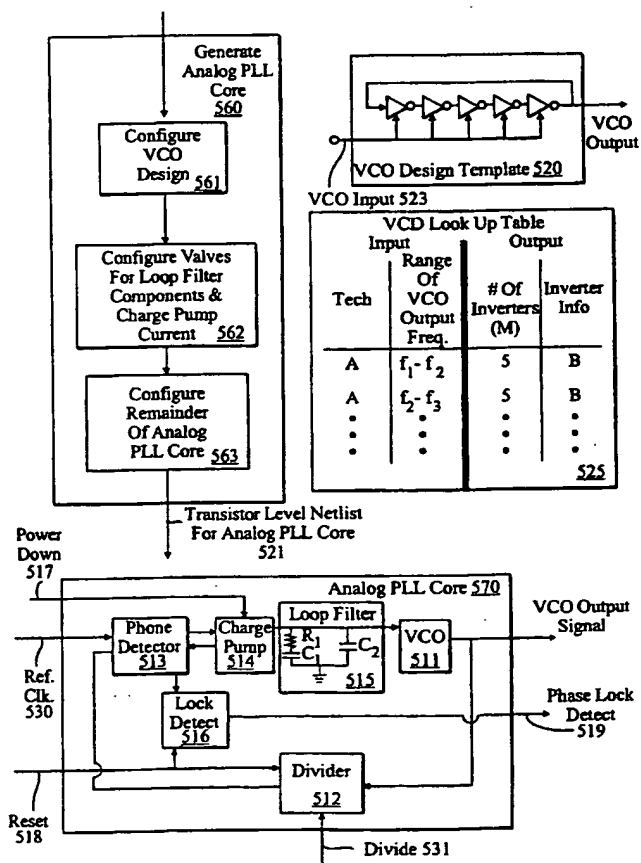 Generate
Analog PLL
Core
560
Configure
VCO
Design
561
Configure Valves
For Loop Filter
Components &
Charge Pump
Current 562
Configure
Remainder
Of Analog
PLL Core
563
Transistor Level Netlist
For Analog PLL Core
521
VCO
Output
VCO Design Template 520
VCO Input 523
VCD Look Up Table
Input Output
Tech
Range
Of
VCO
Output
Freq.
# Of
Inverters
(M)
Inverter
Info
A f1- f2 5 B
A f2- f3 5 B
525
Power
Down
517
Analog PLL Core 570
Phone
Detector
513
Charge
Pump
514
Loop Filter
R1
C1
C2
515
VCO
511
VCO Output
Signal
Ref.
Clk.
530
Lock
Detect
516
Phase Lock
Detect
519
Divider
512
Reset
518
Divide 531